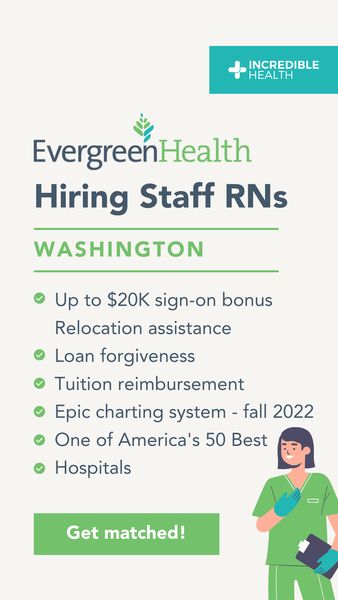 INCREDIBLE
HEALTH
EvergreenHealth
Hiring Staff RNs
WASHINGTON
Up to $20K sign-on bonus
Relocation assistance
Loan forgiveness
Tuition reimbursement
Epic charting system - fall 2022
One of America's 50 Best
Hospitals
Get matched!